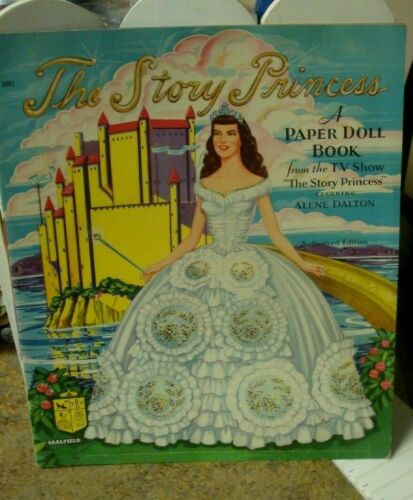 2661
The Story Princess
A
PAPER DOLL
BOOK
from the TV Show
"The Story Princess"
STARRING
ALENE DALTON
Authorized Edition
SAALFIELD